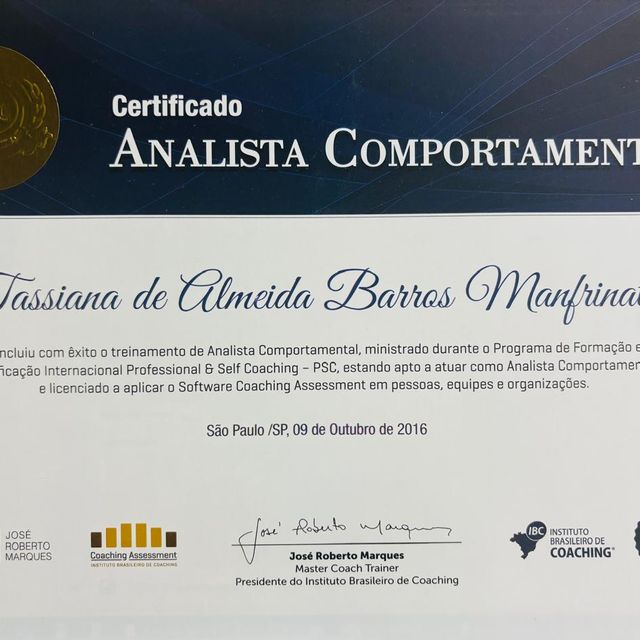 Certificado
ANALISTA COMPORTAMENT
Tassiana de Almeida Barros Manfrinat
ncluiu com êxito o treinamento de Analista Comportamental, ministrado durante o Programa de Formação e
ificação Internacional Professional & Self Coaching – PSC, estando apto a atuar como Analista Comportamen
e licenciado a aplicar o Software Coaching Assessment em pessoas, equipes e organizações.
São Paulo /SP, 09 de Outubro de 2016
José Roberto Marques
JOSÉ
ROBERTO
MARQUES
Coaching Assessment
INSTITUTO BRASILEIRO DE COACHING
José Roberto Marques
Master Coach Trainer
Presidente do Instituto Brasileiro de Coaching
IBC
INSTITUTO
BRASILEIRO DE
COACHING®